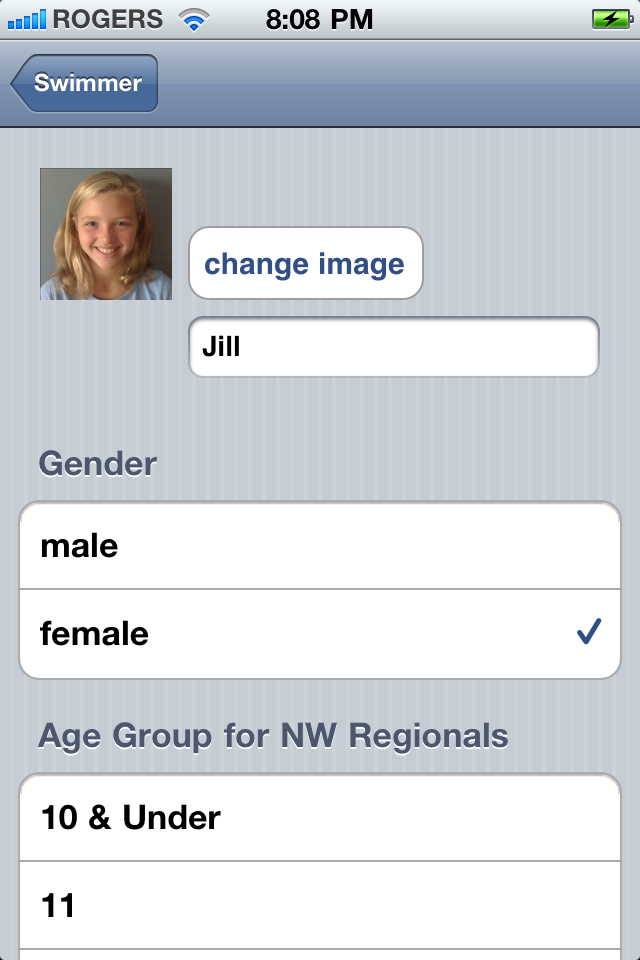 ROGERS 8:08 PM
Swimmer
change image
Jill
Gender
male
female
Age Group for NW Regionals
10 & Under
11